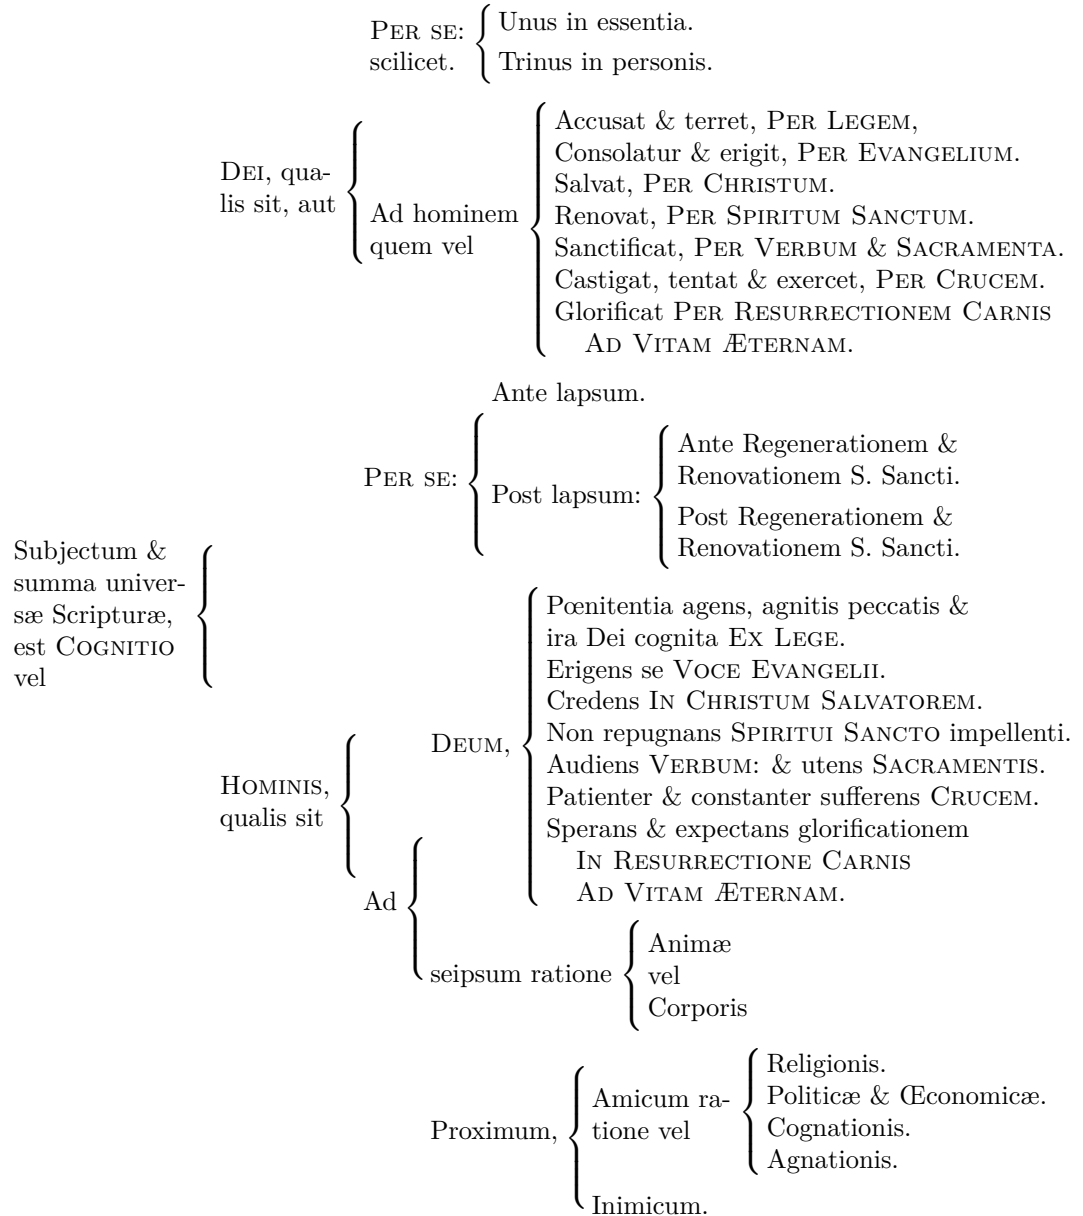 PER SE:
scilicet.
Unus in essentia.
Trinus in personis.
DEI, qua-
lis sit, aut
Ad hominem
quem vel
Accusat & terret, PER LEGEM,
Consolatur & erigit, PER EVANGELIUM.
Salvat, PER CHRISTUM.
Renovat, PER SPIRITUM SANCTUM.
Sanctificat, PER VERBUM & SACRAMENTA.
Castigat, tentat & exercet, PER CRUCEM.
Glorificat PER RESURRECTIONEM CARNIS
AD VITAM ÆTERNAM.
Subjectum &
summa univer-
sæ Scripturæ,
est COGNITIO
vel
PER SE:
Ante lapsum.
Post lapsum:
Ante Regenerationem &
Renovationem S. Sancti.
Post Regenerationem &
Renovationem S. Sancti.
HOMINIS,
qualis sit
Ad
DEUM,
Pœnitentia agens, agnitis peccatis &
ira Dei cognita EX LEGE.
Erigens se VOCE EVANGELII.
Credens IN CHRISTUM SALVATOREM.
Non repugnans SPIRITUI SANCTO impellenti.
Audiens VERBUM: & utens SACRAMENTIS.
Patienter & constanter sufferens CRUCEM.
Sperans & expectans glorificationem
IN RESURRECTIONE CARNIS
AD VITAM ÆTERNAM.
seipsum ratione
Animæ
vel
Corporis
Proximum,
Amicum ra-
tione vel
Religionis.
Politicæ & Œconomicæ.
Cognationis.
Agnationis.
Inimicum.